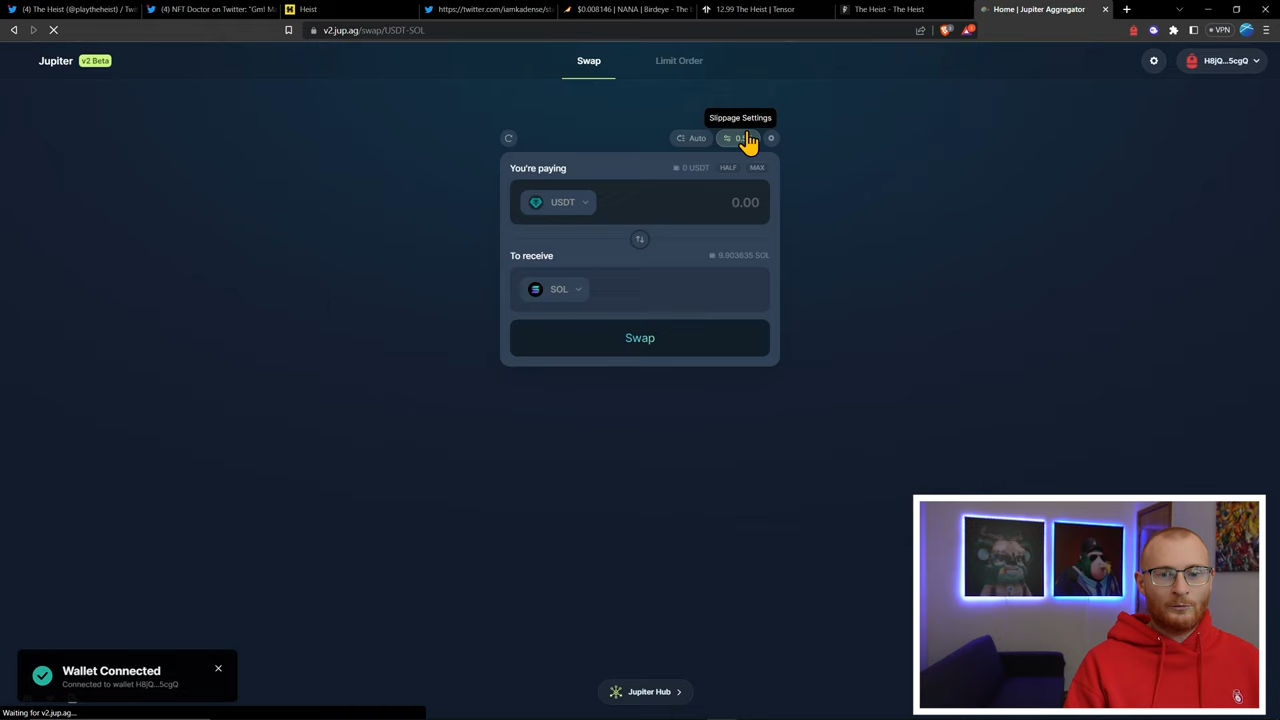 (4) The Heist (@playtheheist) / Twi
(4) NFT Doctor on Twitter: "Gm! M
Heist
https://twitter.com/iamkadense/st
$0.008146 | NANA | Birdeye - The
12.99 The Heist | Tensor
The Heist - The Heist
Home | Jupiter Aggregator
v2.jup.ag/swap/USDT-SOL
VPN
Jupiter
v2 Beta
Swap
Limit Order
H8jQ...5cgQ
Slippage Settings
Auto
You're paying
0 USDT
HALF
MAX
USDT
0.00
To receive
9.903635 SOL
SOL
Swap
Wallet Connected
Connected to wallet H8jQ...5cgQ
Jupiter Hub
Waiting for v2.jup.ag...